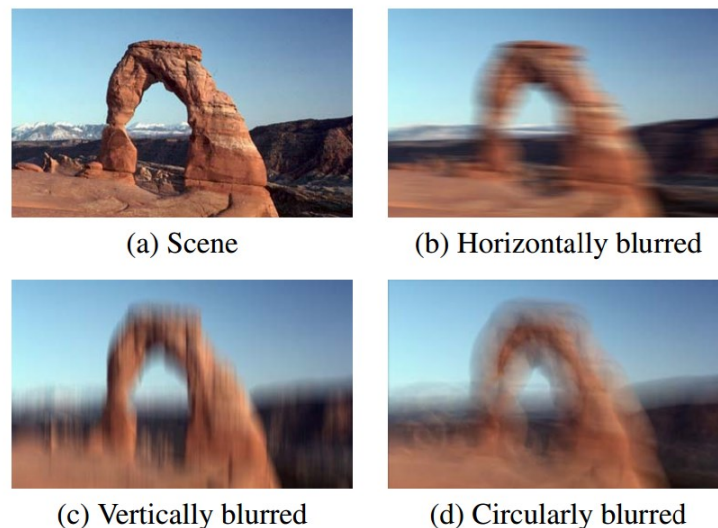 (a) Scene
(b) Horizontally blurred
(c) Vertically blurred
(d) Circularly blurred